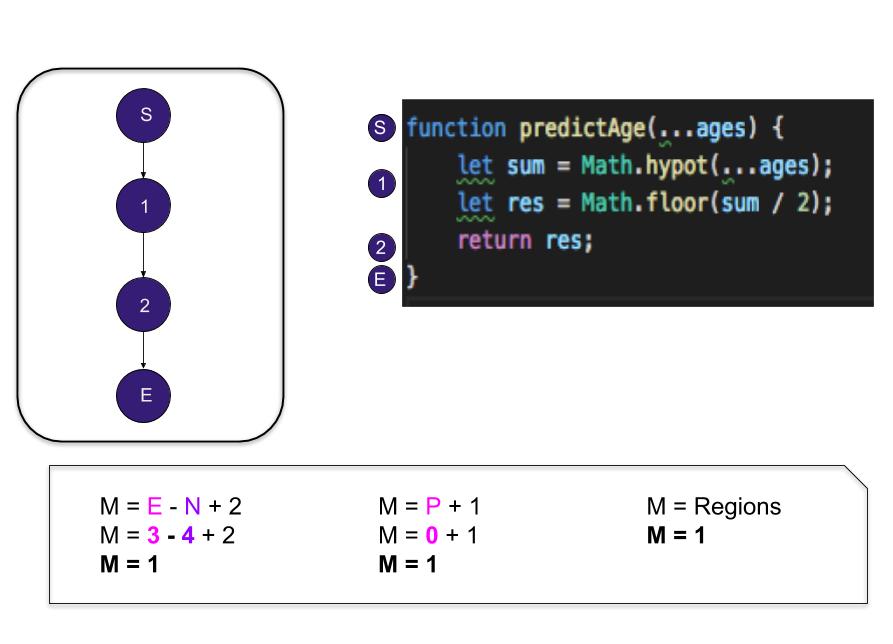 S
1
2
E
S
1
2
E
function predictAge(...ages) {
let sum = Math.hypot(...ages);
let res = Math.floor(sum / 2);
return res;
}
M = E - N + 2
M = 3 - 4 + 2
M = 1
M = P + 1
M = 0 + 1
M = 1
M = Regions
M = 1